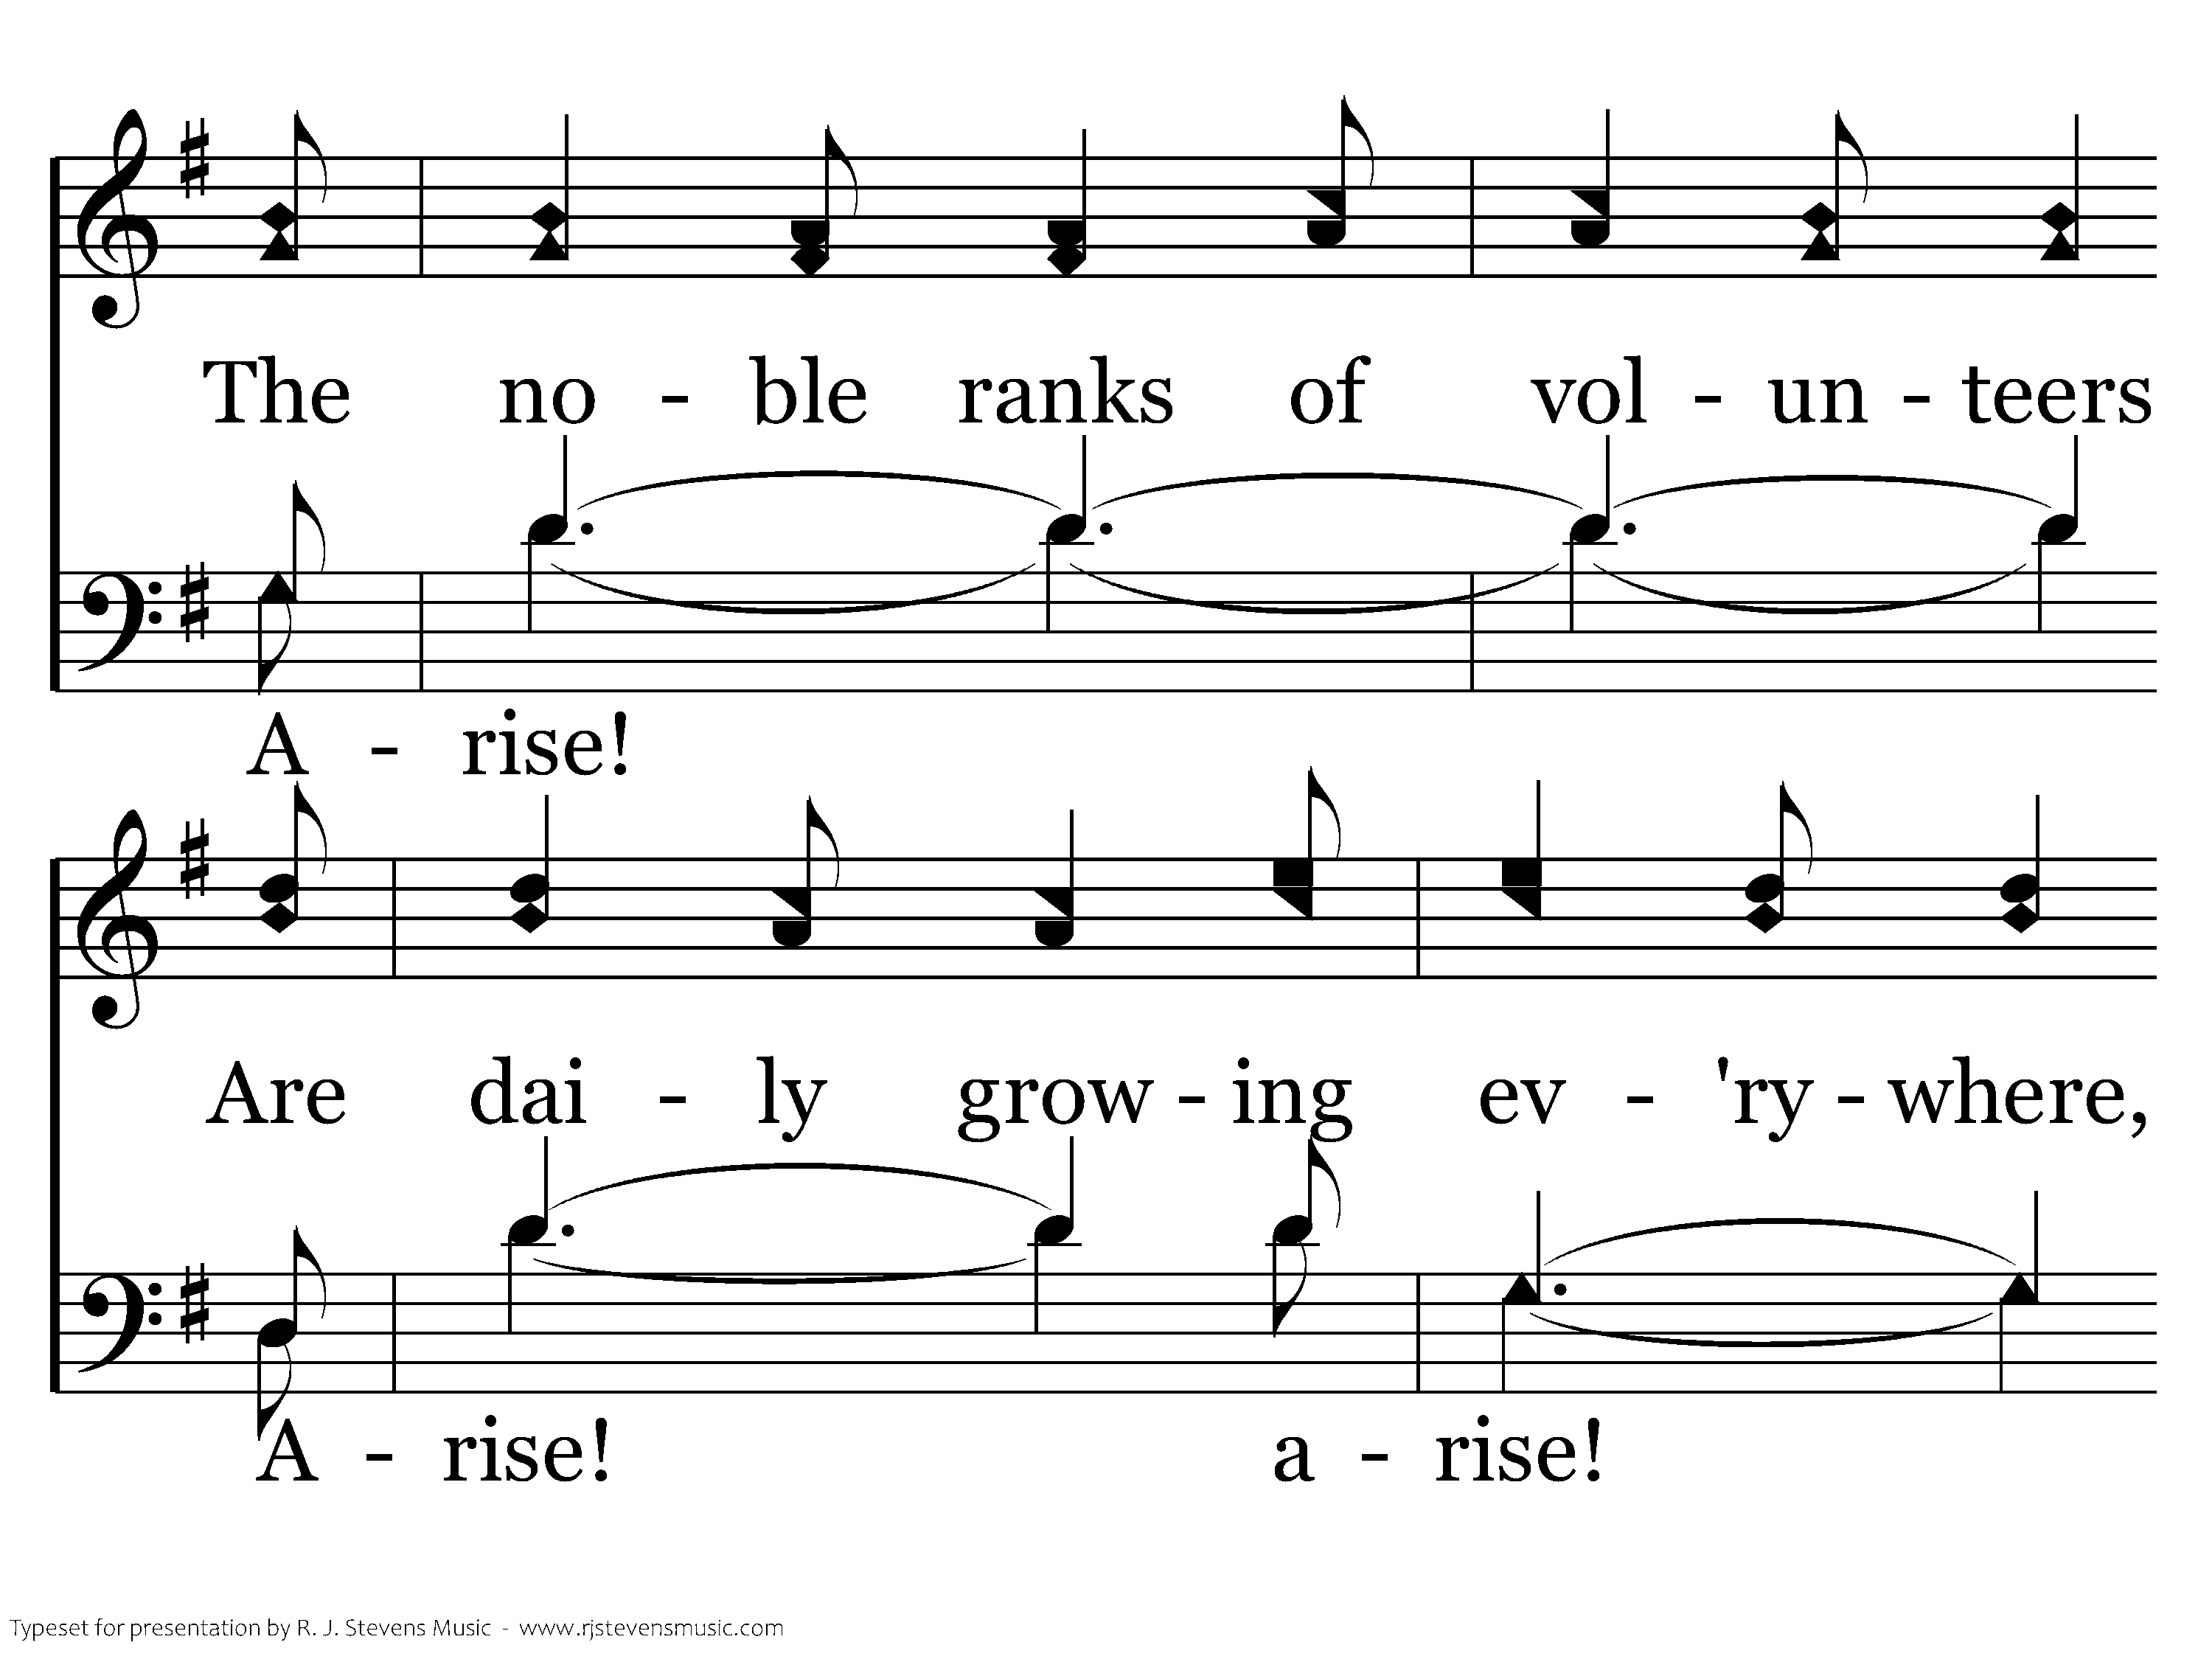 The no - ble ranks of vol - un - teers
A - rise!
Are dai - ly grow - ing ev - 'ry - where,
A - rise! a - rise!
Typeset for presentation by R. J. Stevens Music - www.rjstevensmusic.com